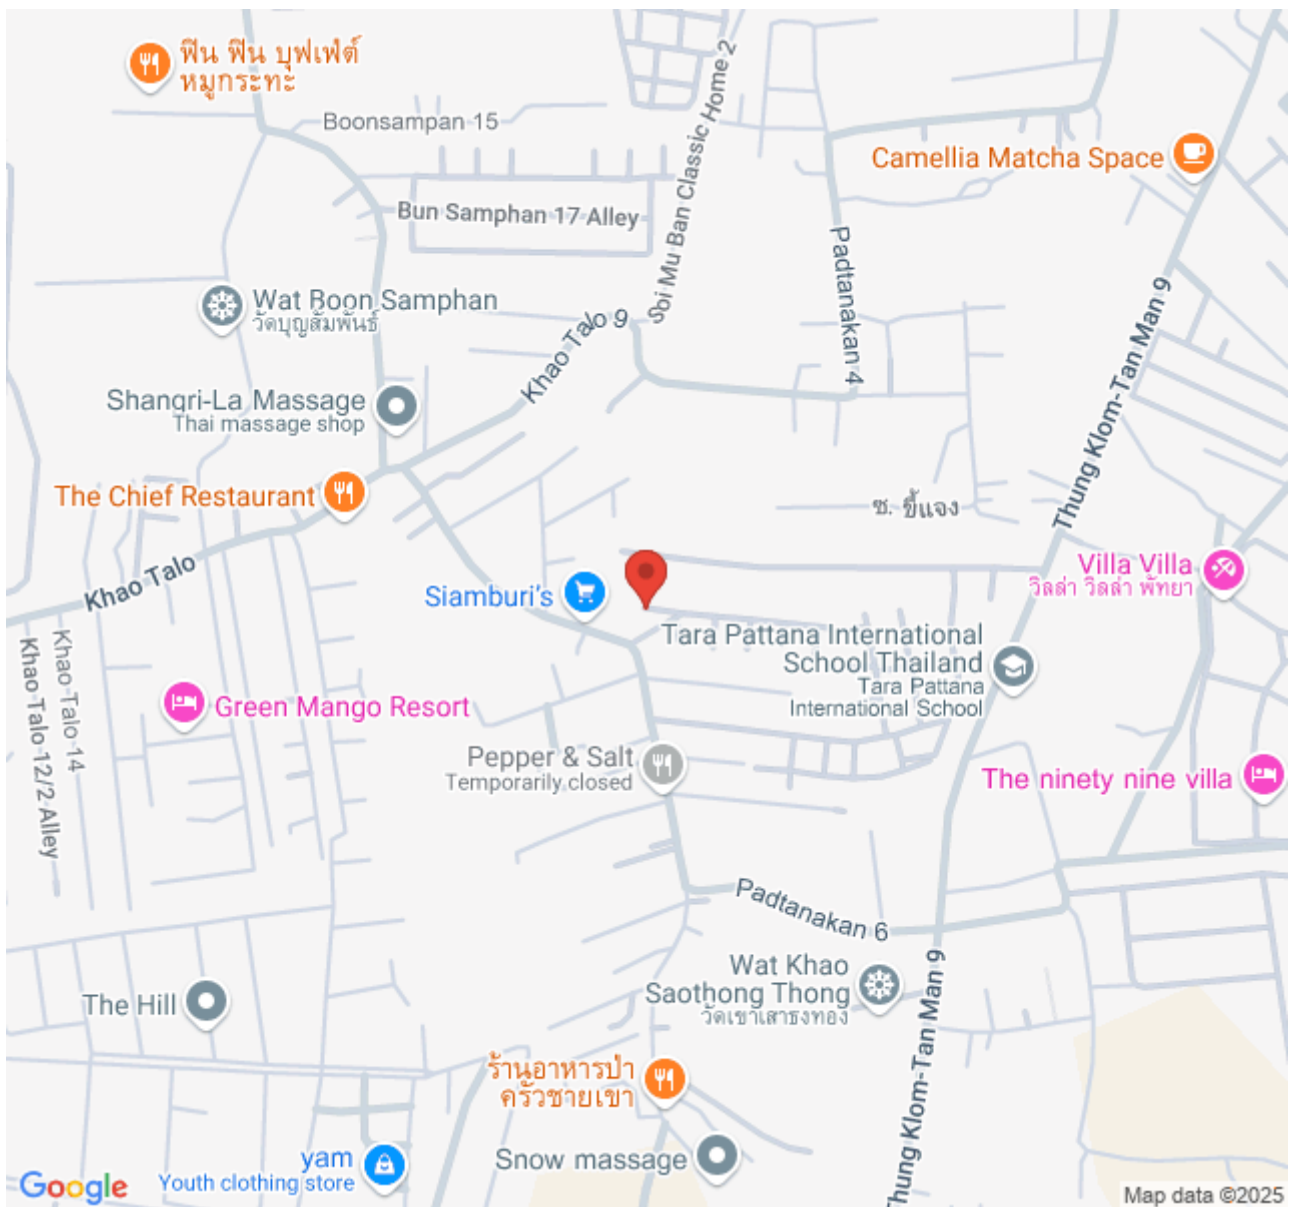 ฟิน ฟิน บุฟเฟ่ต์
หมูกระทะ
Boonsampan 15
Soi Mu Ban Classic Home 2
Camellia Matcha Space
Bun Samphan 17 Alley
Padtanakan 4
Wat Boon Samphan
วัดบุญสัมพันธ์
Khao Talo 9
Thung Klom-Tan Man 9
Shangri-La Massage
Thai massage shop
The Chief Restaurant
ซ. ขี้แจง
Khao Talo
Villa Villa
วิลล่า วิลล่า พัทยา
Siamburi's
Tara Pattana International
School Thailand
Tara Pattana
International School
Khao Talo 14
Khao Talo 12/2 Alley
Green Mango Resort
Pepper & Salt
Temporarily closed
The ninety nine villa
Padtanakan 6
Wat Khao
Saothong Thong
วัดเขาเสาธงทอง
Thung Klom-Tan Man 9
The Hill
ร้านอาหารป่า
ครัวชายเขา
yam
Youth clothing store
Snow massage
Google
Map data ©2025